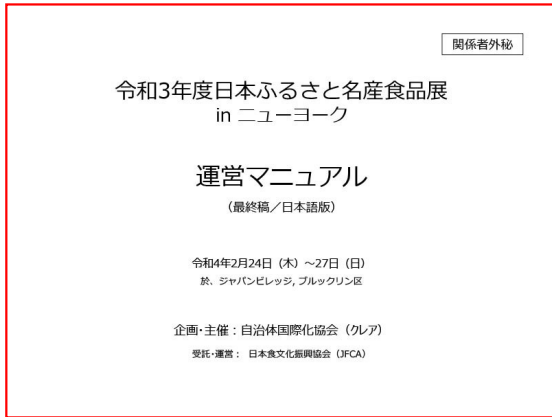 関係者外秘
令和3年度日本ふるさと名産食品展
in ニューヨーク
運営マニュアル
（最終稿／日本語版）
令和4年2月24日（木）～27日（日）
於、ジャパンビレッジ, ブルックリン区
企画・主催：自治体国際化協会（クレア）
受託・運営： 日本食文化振興協会（JFCA）